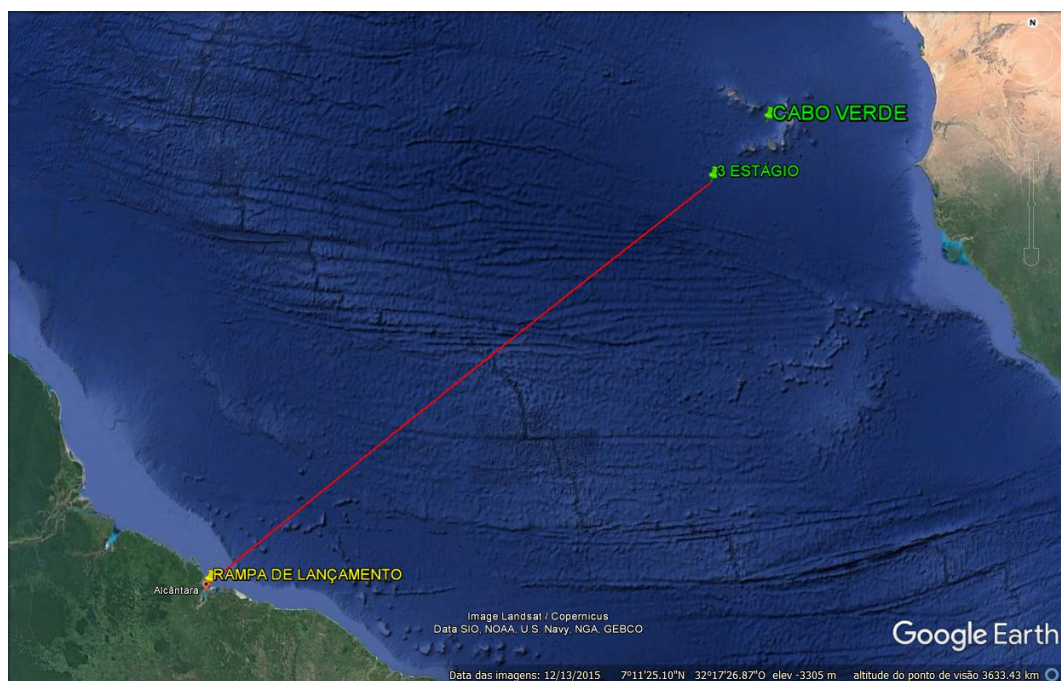 N
CABO VERDE
3 ESTÁGIO
RAMPA DE LANÇAMENTO
Alcântara
Image Landsat / Copernicus
Data SIO, NOAA, U.S. Navy, NGA, GEBCO
Google Earth
Data das imagens: 12/13/2015 7°11'25.10"N 32°17'26.87"O elev -3305 m altitude do ponto de visão 3633.43 km